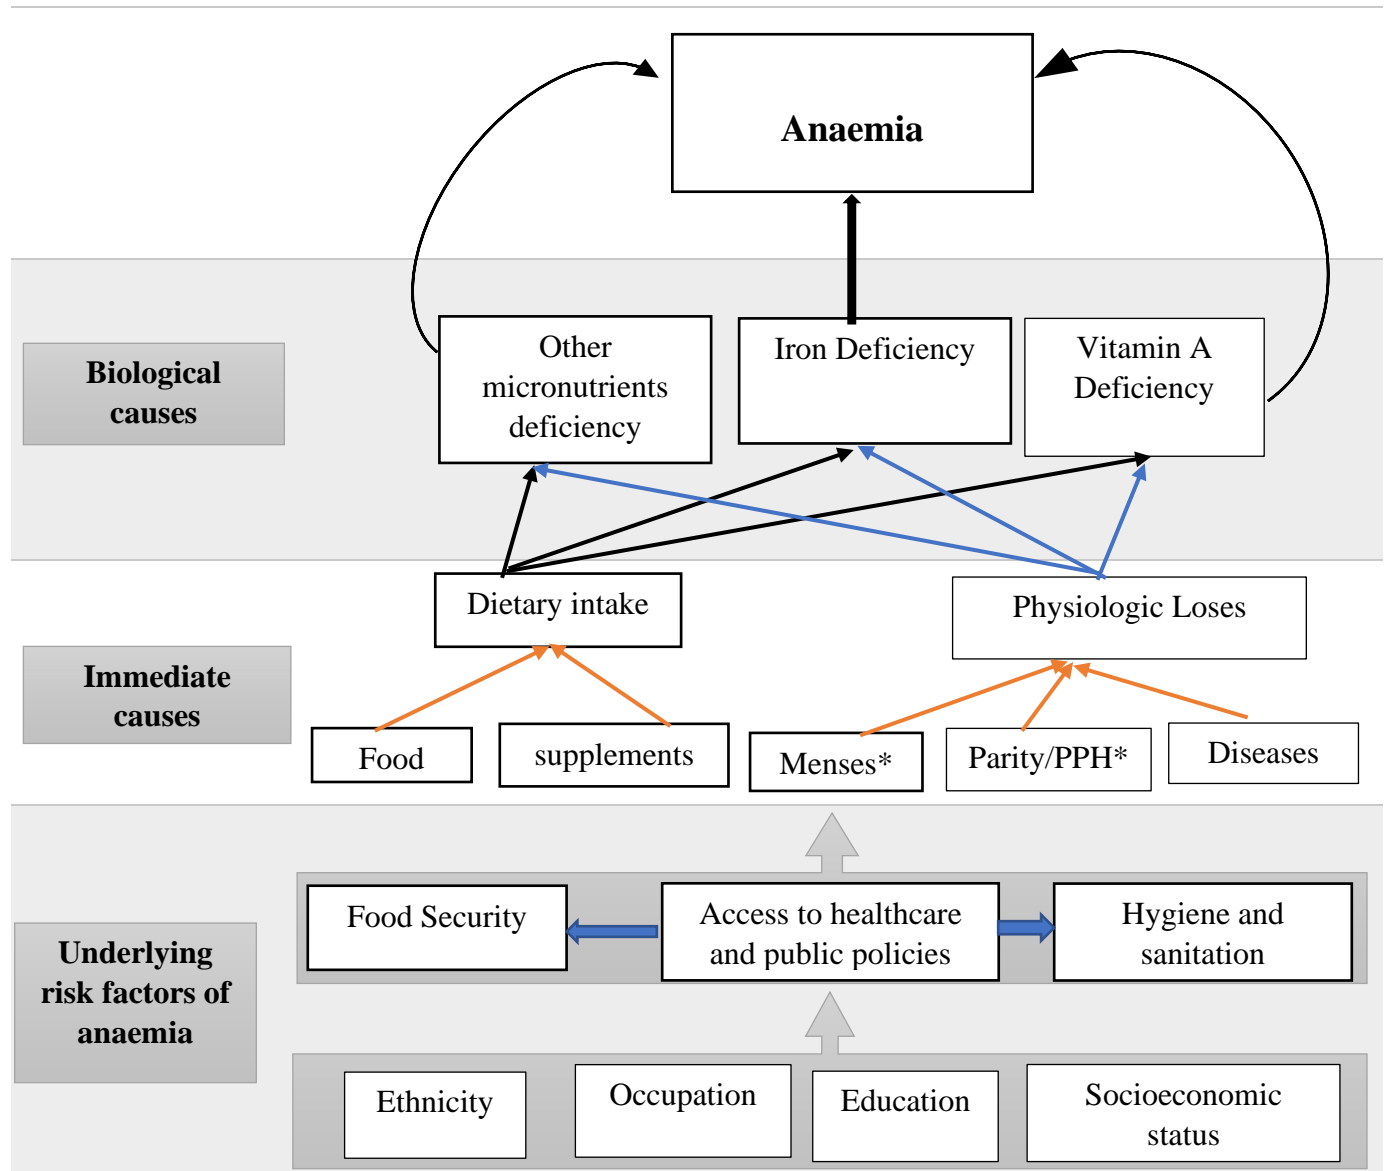 Anaemia
Biological
causes
Other
micronutrients
deficiency
Iron Deficiency
Vitamin A
Deficiency
Immediate
causes
Dietary intake
Physiologic Loses
Food
supplements
Menses*
Parity/PPH*
Diseases
Underlying
risk factors of
anaemia
Food Security
Access to healthcare
and public policies
Hygiene and
sanitation
Ethnicity
Occupation
Education
Socioeconomic
status